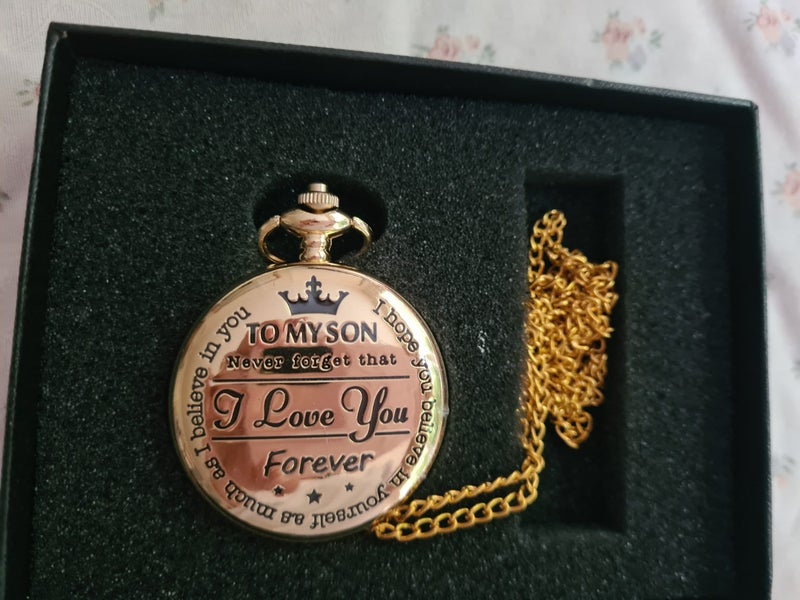 TO MY SON
Never forget that
I Love You
Forever
I hope you believe in yourself as much as I believe in you